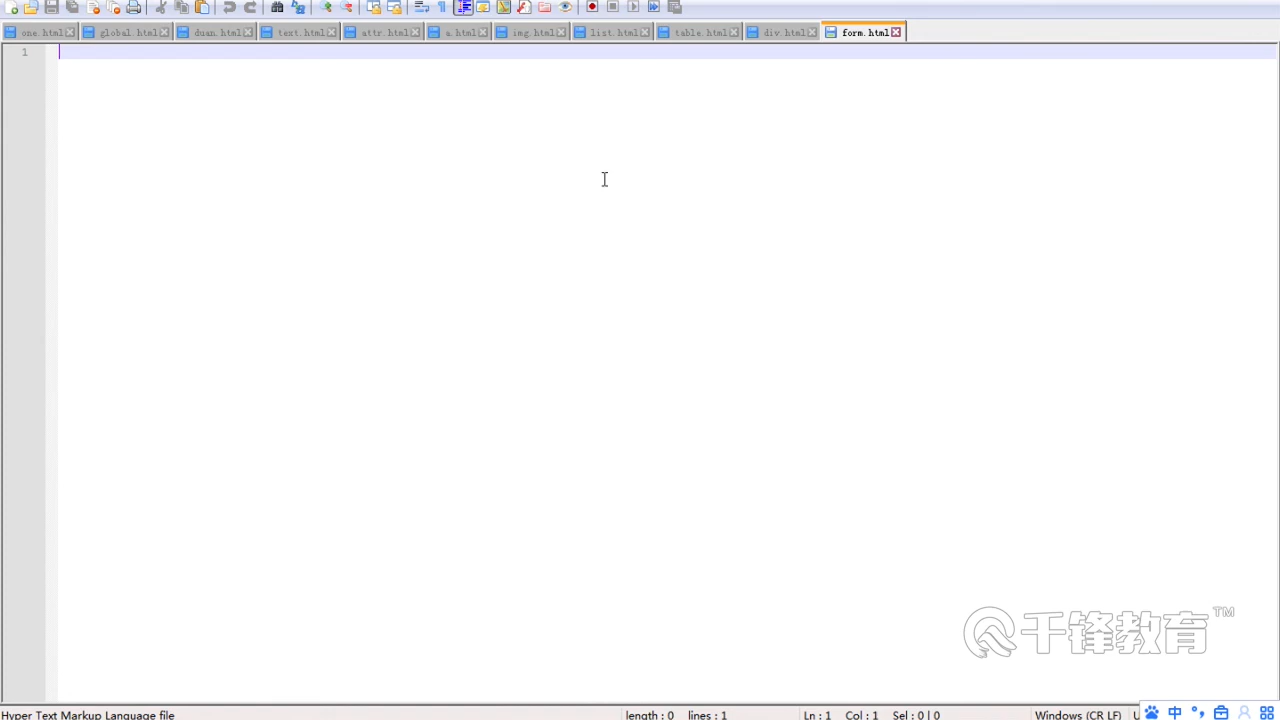 one.html global.html duan.html text.html attr.html a.html img.html list.html table.html div.html form.html
1
千锋教育™
Hyper Text Markup Language file length : 0 lines : 1 Ln : 1 Col : 1 Sel : 0 | 0 Windows (CR LF) U 中